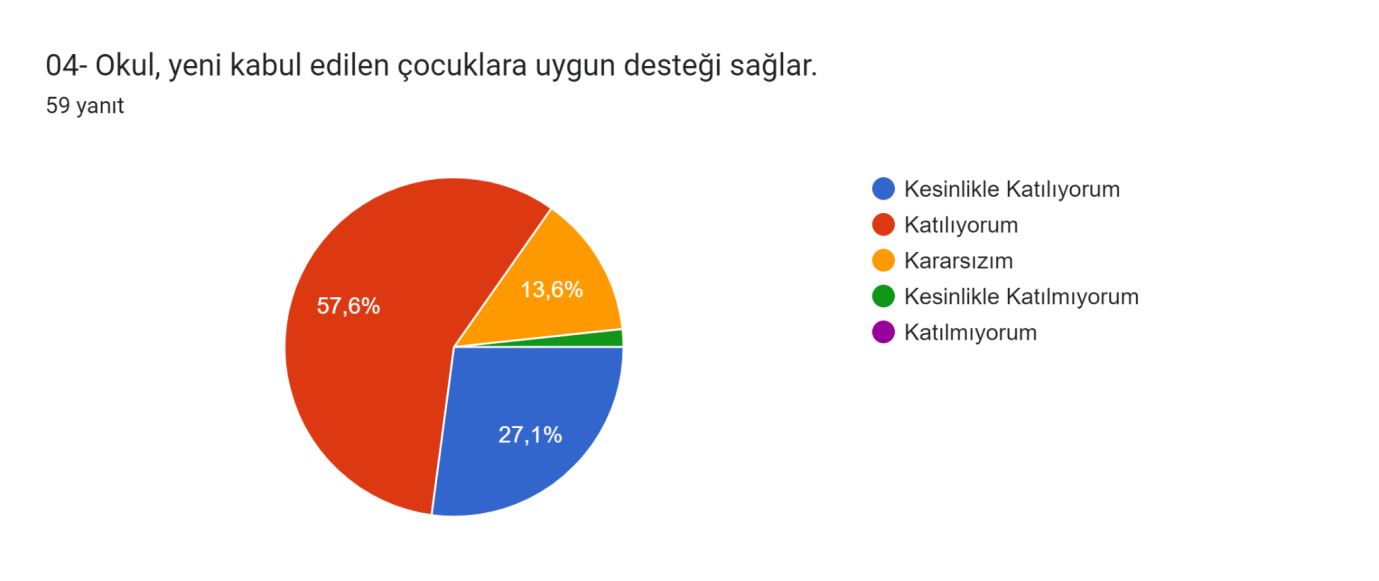 04- Okul, yeni kabul edilen çocuklara uygun desteği sağlar.
59 yanıt
Kesinlikle Katılıyorum
Katılıyorum
Kararsızım
Kesinlikle Katılmıyorum
Katılmıyorum
57,6%
13,6%
27,1%